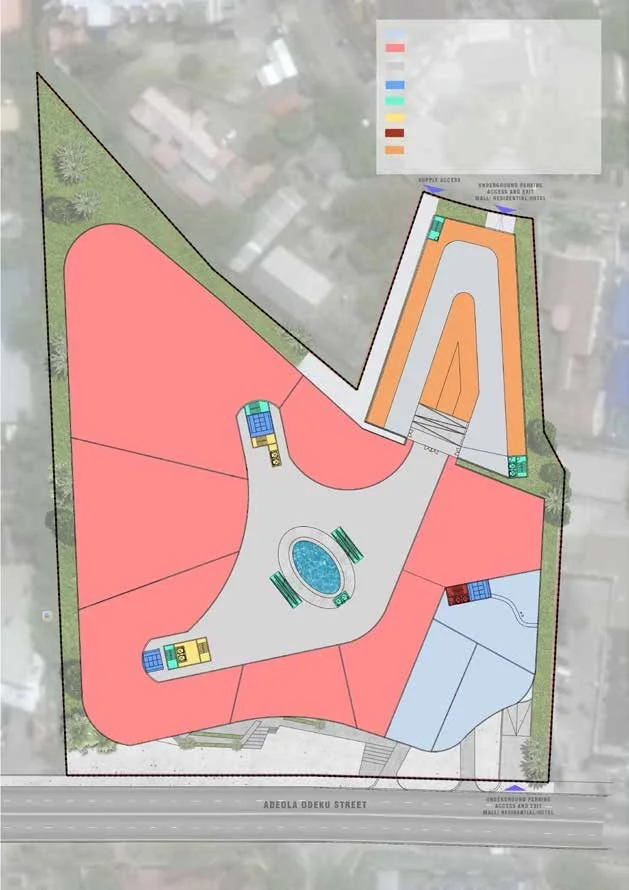 SUPPLY ACCESS
UNDERGROUND PARKING
ACCESS AND EXIT
MALL/ RESIDENTIAL/HOTEL
ADEOLA ODEKU STREET
UNDERGROUND PARKING
ACCESS AND EXIT
MALL/ RESIDENTIAL/HOTEL